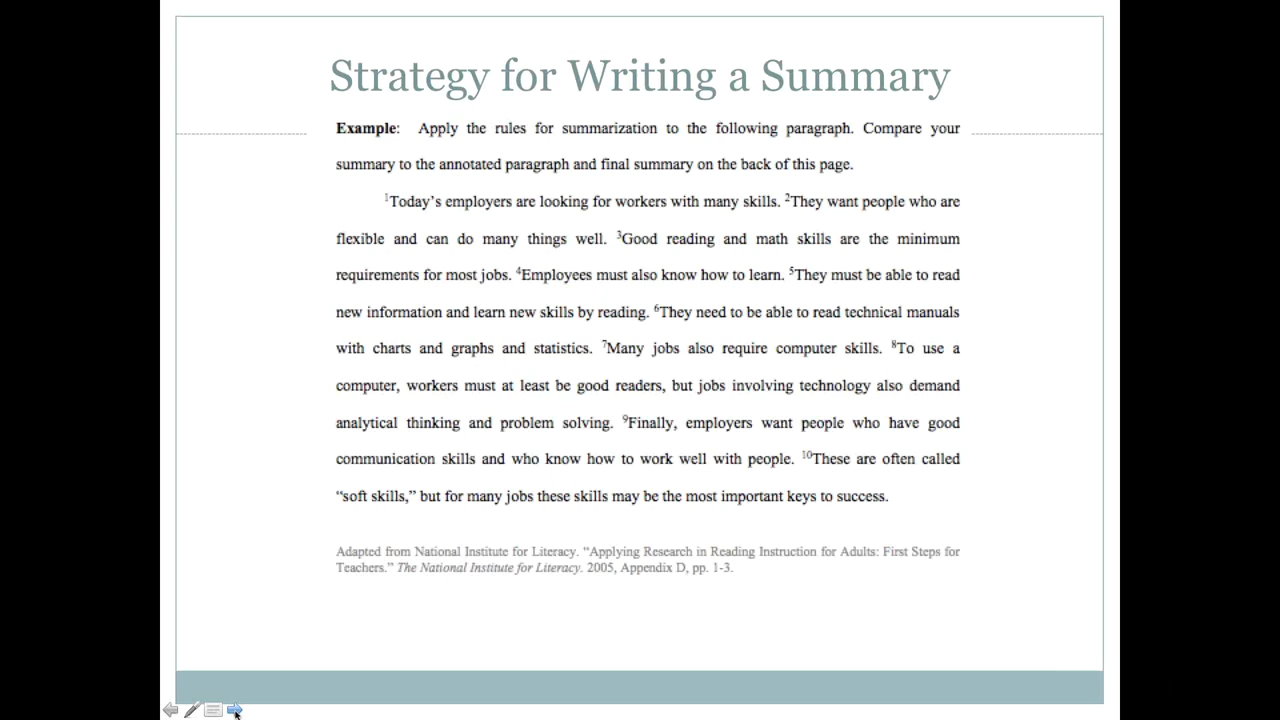 Strategy for Writing a Summary
Example: Apply the rules for summarization to the following paragraph. Compare your
summary to the annotated paragraph and final summary on the back of this page.
¹Today's employers are looking for workers with many skills. ²They want people who are
flexible and can do many things well. ³Good reading and math skills are the minimum
requirements for most jobs. ⁴Employees must also know how to learn. ⁵They must be able to read
new information and learn new skills by reading. ⁶They need to be able to read technical manuals
with charts and graphs and statistics. ⁷Many jobs also require computer skills. ⁸To use a
computer, workers must at least be good readers, but jobs involving technology also demand
analytical thinking and problem solving. ⁹Finally, employers want people who have good
communication skills and who know how to work well with people. ¹⁰These are often called
“soft skills,” but for many jobs these skills may be the most important keys to success.
Adapted from National Institute for Literacy. “Applying Research in Reading Instruction for Adults: First Steps for
Teachers.” The National Institute for Literacy. 2005, Appendix D, pp. 1-3.